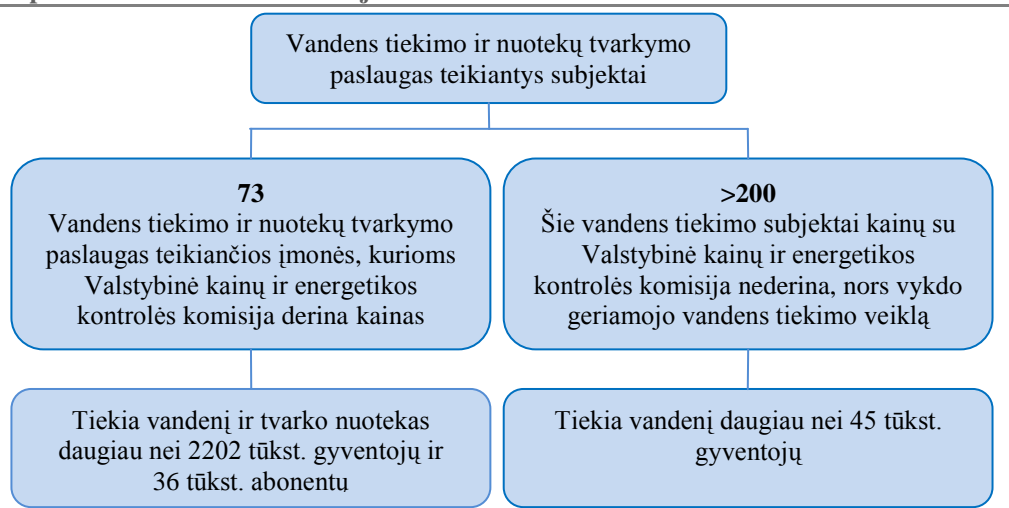 Vandens tiekimo ir nuotekų tvarkymo
paslaugas teikiantys subjektai
73
Vandens tiekimo ir nuotekų tvarkymo
paslaugas teikiančios įmonės, kurioms
Valstybinė kainų ir energetikos
kontrolės komisija derina kainas
>200
Šie vandens tiekimo subjektai kainų su
Valstybinė kainų ir energetikos
kontrolės komisija nederina, nors vykdo
geriamojo vandens tiekimo veiklą
Tiekia vandenį ir tvarko nuotekas
daugiau nei 2202 tūkst. gyventojų ir
36 tūkst. abonentų
Tiekia vandenį daugiau nei 45 tūkst.
gyventojų